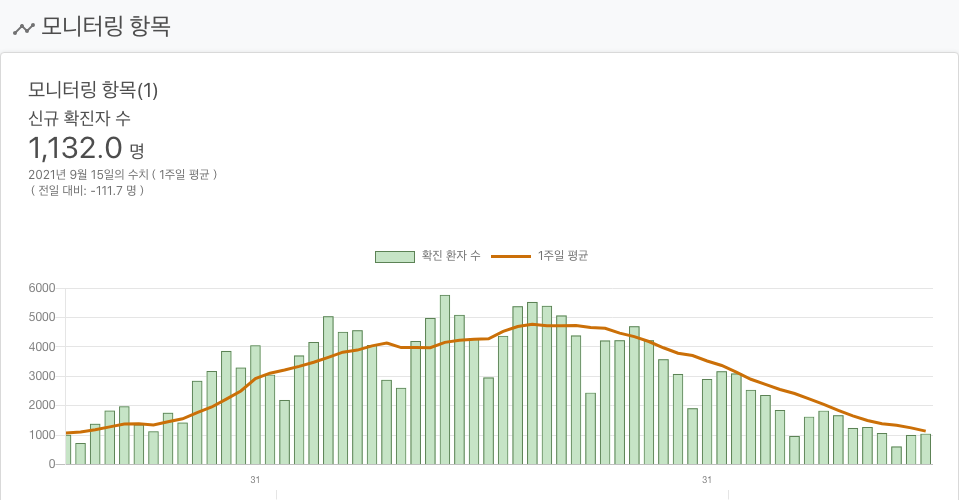 모니터링 항목
모니터링 항목(1)
신규 확진자 수
1,132.0 명
2021년 9월 15일의 수치 ( 1주일 평균 )
( 전일 대비: -111.7 명 )
확진 환자 수 1주일 평균
6000
5000
4000
3000
2000
1000
0
31 31